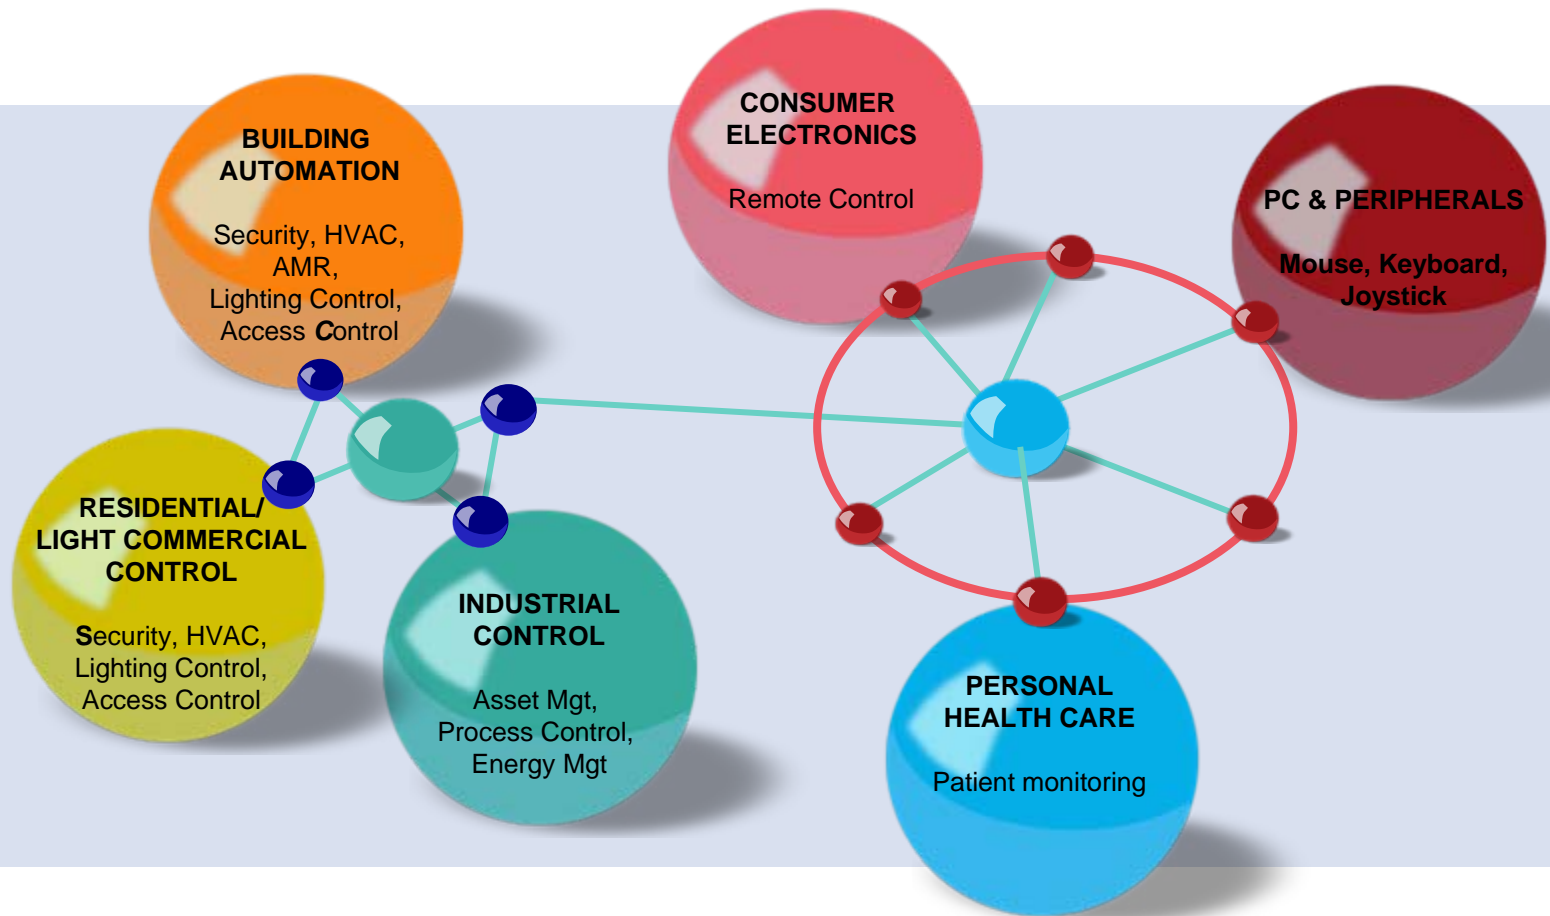 BUILDING
AUTOMATION
Security, HVAC,
AMR,
Lighting Control,
Access Control
CONSUMER
ELECTRONICS
Remote Control
PC & PERIPHERALS
Mouse, Keyboard,
Joystick
RESIDENTIAL/
LIGHT COMMERCIAL
CONTROL
Security, HVAC,
Lighting Control,
Access Control
INDUSTRIAL
CONTROL
Asset Mgt,
Process Control,
Energy Mgt
PERSONAL
HEALTH CARE
Patient monitoring